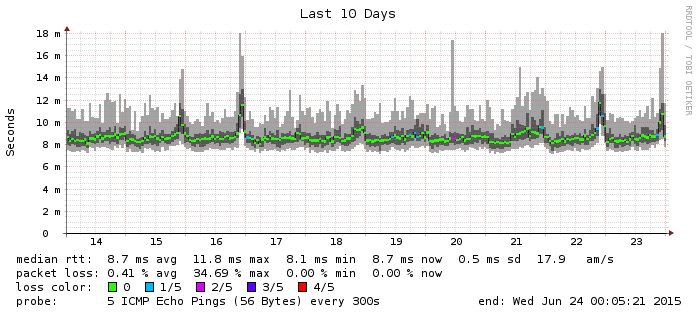 Last 10 Days
RRDTOOL / TOBI OETIKER
Seconds
18 m
16 m
14 m
12 m
10 m
8 m
6 m
4 m
2 m
0
14 15 16 17 18 19 20 21 22 23
median rtt: 8.7 ms avg 11.8 ms max 8.1 ms min 8.7 ms now 0.5 ms sd 17.9 am/s
packet loss: 0.41 % avg 34.69 % max 0.00 % min 0.00 % now
loss color: 0 1/5 2/5 3/5 4/5
probe: 5 ICMP Echo Pings (56 Bytes) every 300s end: Wed Jun 24 00:05:21 2015